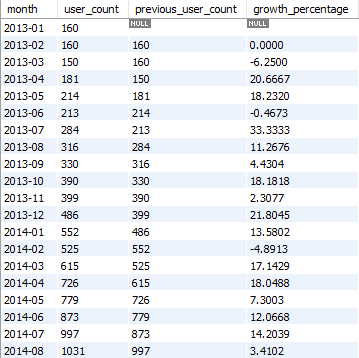 month user_count previous_user_count growth_percentage
2013-01 160 NULL NULL
2013-02 160 160 0.0000
2013-03 150 160 -6.2500
2013-04 181 150 20.6667
2013-05 214 181 18.2320
2013-06 213 214 -0.4673
2013-07 284 213 33.3333
2013-08 316 284 11.2676
2013-09 330 316 4.4304
2013-10 390 330 18.1818
2013-11 399 390 2.3077
2013-12 486 399 21.8045
2014-01 552 486 13.5802
2014-02 525 552 -4.8913
2014-03 615 525 17.1429
2014-04 726 615 18.0488
2014-05 779 726 7.3003
2014-06 873 779 12.0668
2014-07 997 873 14.2039
2014-08 1031 997 3.4102